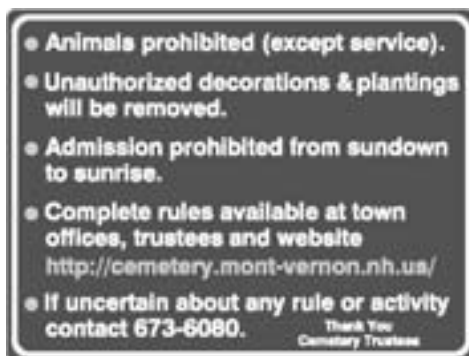 • Animals prohibited (except service).
• Unauthorized decorations & plantings
will be removed.
• Admission prohibited from sundown
to sunrise.
• Complete rules available at town
offices, trustees and website
http://cemetery.mont-vernon.nh.us/
• If uncertain about any rule or activity
contact 673-6080.
Thank You
Cemetery Trustees